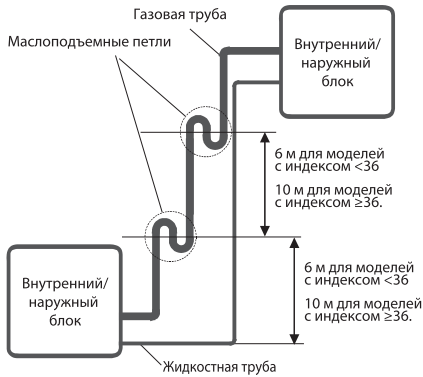 Газовая труба
Маслоподъемные петли
Внутренний/
наружный
блок
6 м для моделей
с индексом <36
10 м для моделей
с индексом ≥36.
Внутренний/
наружный
блок
6 м для моделей
с индексом <36
10 м для моделей
с индексом ≥36.
Жидкостная труба